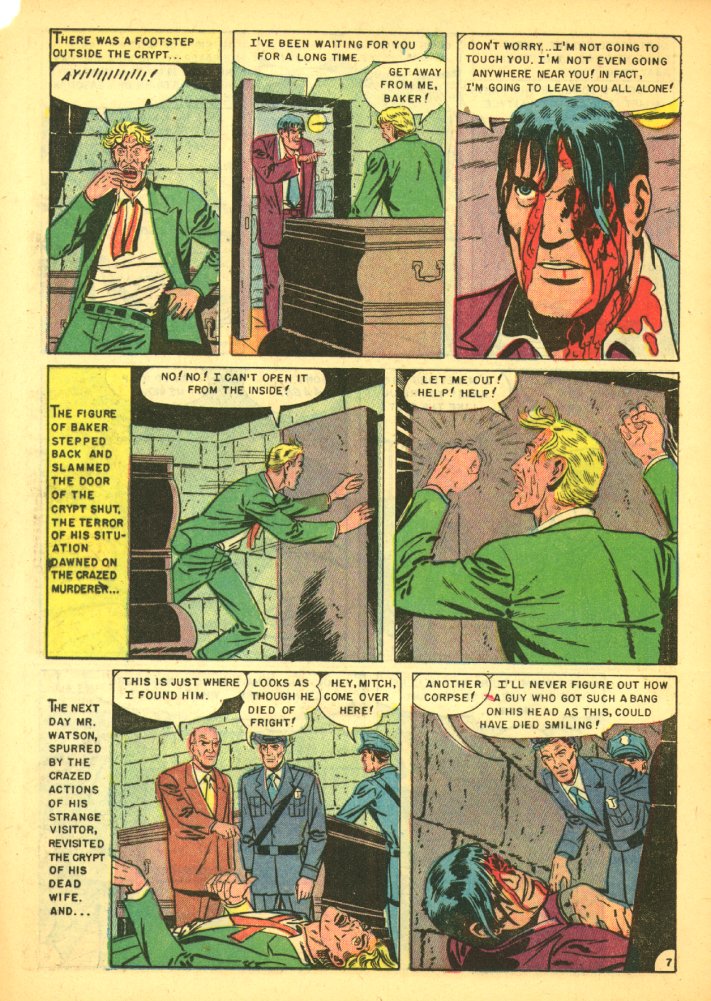 THERE WAS A FOOTSTEP
OUTSIDE THE CRYPT...
AYIIIIIIIIIII!
I'VE BEEN WAITING FOR YOU
FOR A LONG TIME.
GET AWAY
FROM ME,
BAKER!
DON'T WORRY...I'M NOT GOING TO
TOUCH YOU. I'M NOT EVEN GOING
ANYWHERE NEAR YOU! IN FACT,
I'M GOING TO LEAVE YOU ALL ALONE!
THE FIGURE
OF BAKER
STEPPED
BACK AND
SLAMMED
THE DOOR
OF THE
CRYPT SHUT.
THE TERROR
OF HIS SITU-
ATION
DAWNED ON
THE CRAZED
MURDERER...
NO! NO! I CAN'T OPEN IT
FROM THE INSIDE!
LET ME OUT!
HELP! HELP!
THE NEXT
DAY MR.
WATSON,
SPURRED
BY THE
CRAZED
ACTIONS
OF HIS
STRANGE
VISITOR,
REVISITED
THE CRYPT
OF HIS
DEAD
WIFE.
AND...
THIS IS JUST WHERE
I FOUND HIM.
LOOKS AS
THOUGH HE
DIED OF
FRIGHT!
HEY, MITCH,
COME OVER
HERE!
ANOTHER
CORPSE!
I'LL NEVER FIGURE OUT HOW
A GUY WHO GOT SUCH A BANG
ON HIS HEAD AS THIS, COULD
HAVE DIED SMILING!
7